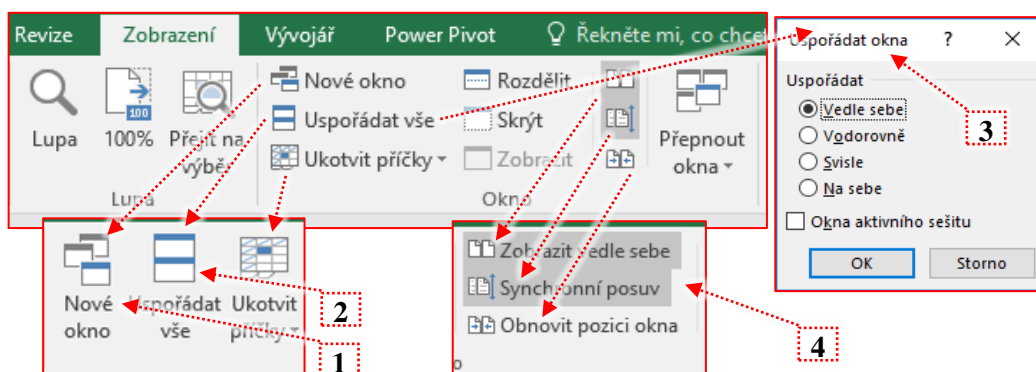 Revize Zobrazení Vývojář Power Pivot Řekněte mi, co chcet
Lupa
100%
Přejít na
výběr
Lupa
Nové okno
Uspořádat vše
Ukotvit příčky
Rozdělit
Skrýt
Zobrazit
Přepnout
okna
Okno
Uspořádat okna ? ×
Uspořádat
Vedle sebe
Vodorovně
Svisle
Na sebe
Okna aktivního sešitu
OK Storno
3
Nové
okno
Uspořádat
vše
Ukotvit
příčky
2
1
Zobrazit vedle sebe
Synchronní posuv
Obnovit pozici okna
o
4